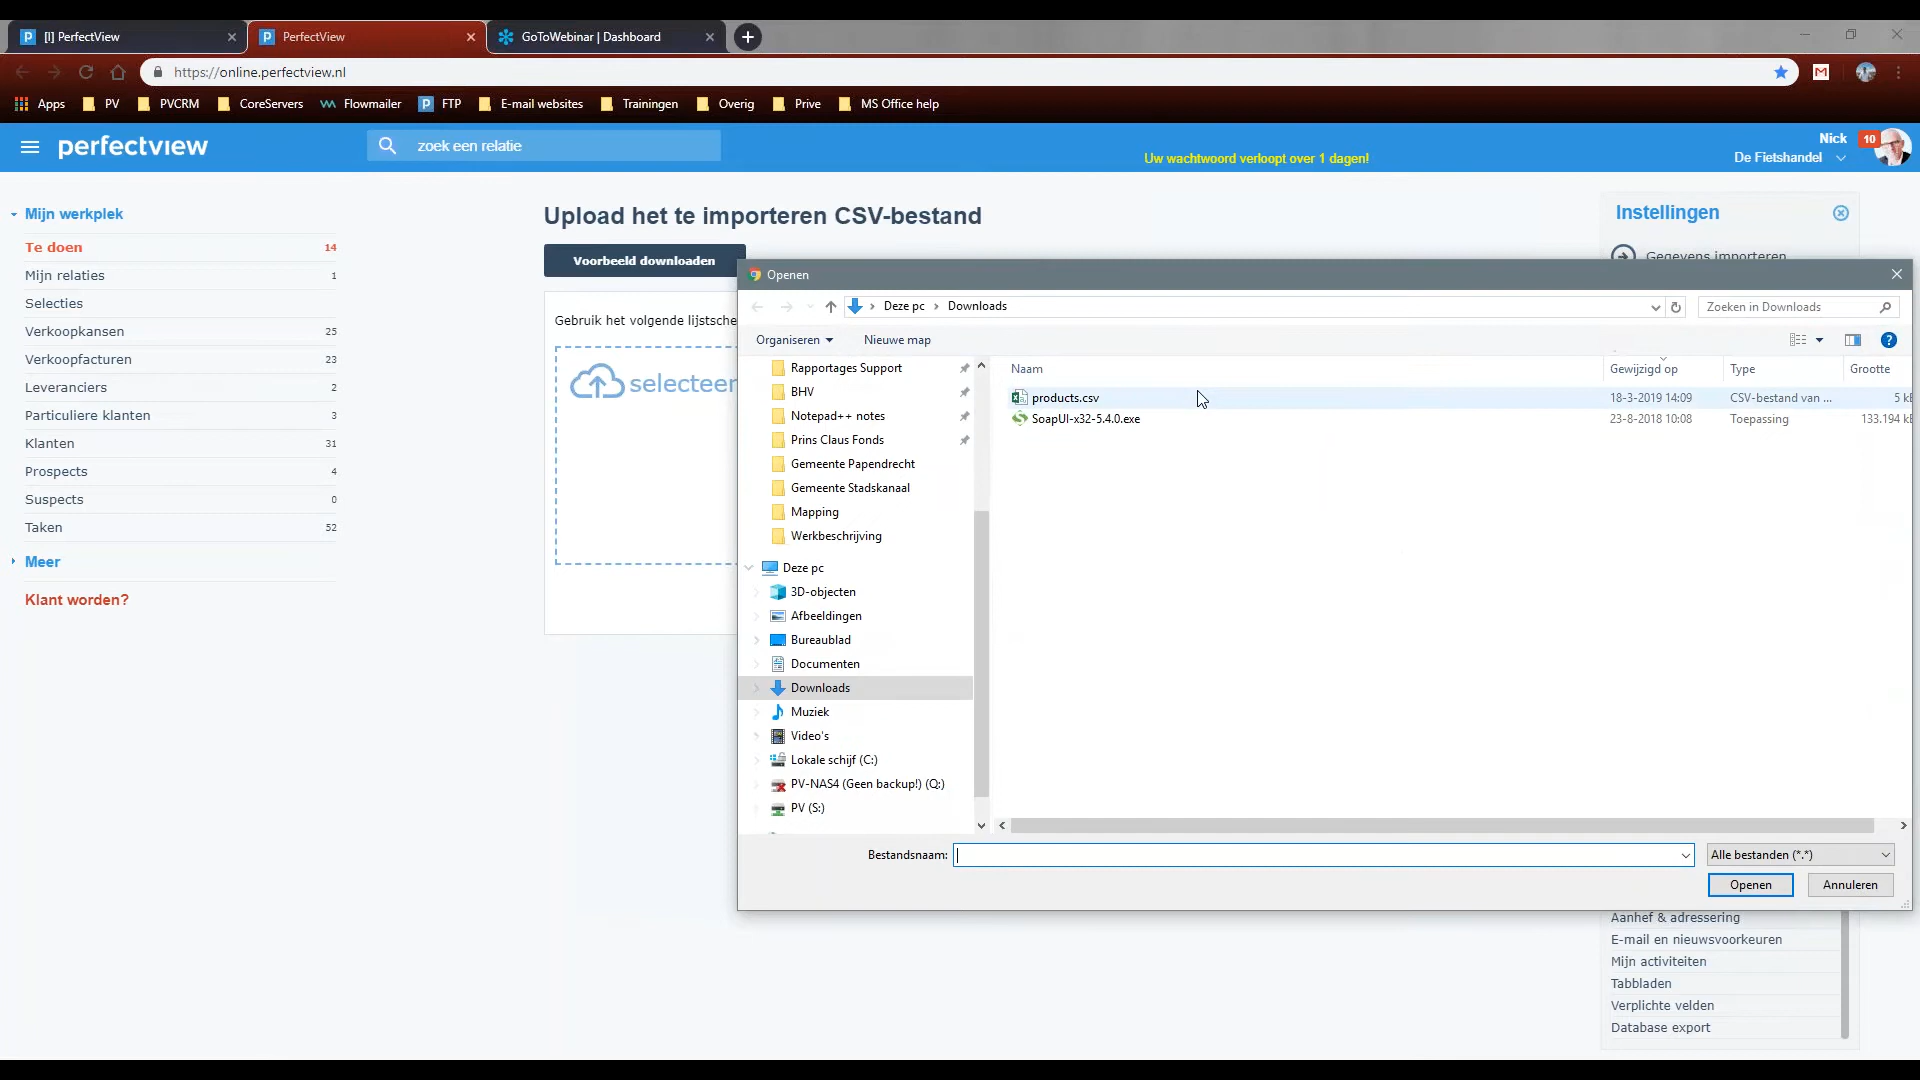 [I] PerfectView
PerfectView
GoToWebinar | Dashboard
https://online.perfectview.nl
Apps
PV
PVCRM
CoreServers
Flowmailer
FTP
E-mail websites
Trainingen
Overig
Prive
MS Office help
perfectview
zoek een relatie
Uw wachtwoord verloopt over 1 dagen!
Nick
10
De Fietshandel
Mijn werkplek
Te doen 14
Mijn relaties 1
Selecties
Verkoopkansen 25
Verkoopfacturen 23
Leveranciers 2
Particuliere klanten 3
Klanten 31
Prospects 4
Suspects 0
Taken 52
Meer
Klant worden?
Upload het te importeren CSV-bestand
Voorbeeld downloaden
Gebruik het volgende lijstsche
selecteer
Instellingen
Gegevens importeren
Openen
Deze pc > Downloads
Zoeken in Downloads
Organiseren
Nieuwe map
Rapportages Support
BHV
Notepad++ notes
Prins Claus Fonds
Gemeente Papendrecht
Gemeente Stadskanaal
Mapping
Werkbeschrijving
Deze pc
3D-objecten
Afbeeldingen
Bureaublad
Documenten
Downloads
Muziek
Video's
Lokale schijf (C:)
PV-NAS4 (Geen backup!) (Q:)
PV (S:)
Naam Gewijzigd op Type Grootte
products.csv 18-3-2019 14:09 CSV-bestand van ... 5 kB
SoapUI-x32-5.4.0.exe 23-8-2018 10:08 Toepassing 133.194 kB
Bestandsnaam:
Alle bestanden (*.*)
Openen
Annuleren
Aanhef & adressering
E-mail en nieuwsvoorkeuren
Mijn activiteiten
Tabbladen
Verplichte velden
Database export